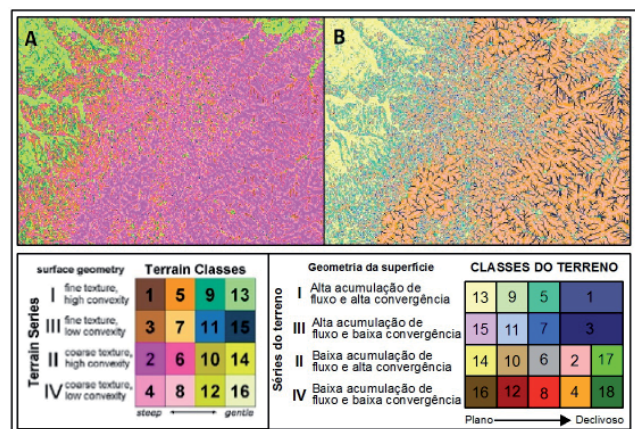 A
B
surface geometry
Terrain Classes
Terrain Series
I fine texture, high convexity 1 5 9 13
III fine texture, low convexity 3 7 11 15
II coarse texture, high convexity 2 6 10 14
IV coarse texture, low convexity 4 8 12 16
steep gentle
Geometria da superfície
CLASSES DO TERRENO
Séries do terreno
I Alta acumulação de
fluxo e alta convergência 13 9 5 1
III Alta acumulação de
fluxo e baixa convergência 15 11 7 3
II Baixa acumulação de
fluxo e alta convergência 14 10 6 2 17
IV Baixa acumulação de
fluxo e baixa convergência 16 12 8 4 18
Plano Declivoso